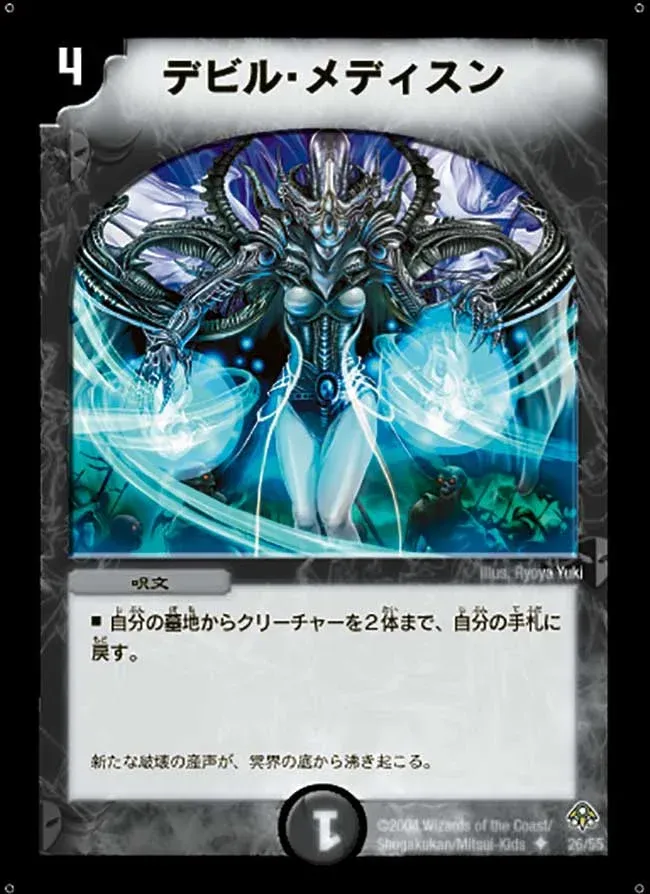 4
デビル・メディスン
Illus. Ryoya Yuki
呪文
■ 自分の墓地からクリーチャーを2体まで、自分の手札に
戻す。
新たな破壊の産声が、冥界の底から沸き起こる。
1
©2004 Wizards of the Coast/
Shogakukan/Mitsui-Kids
26/55